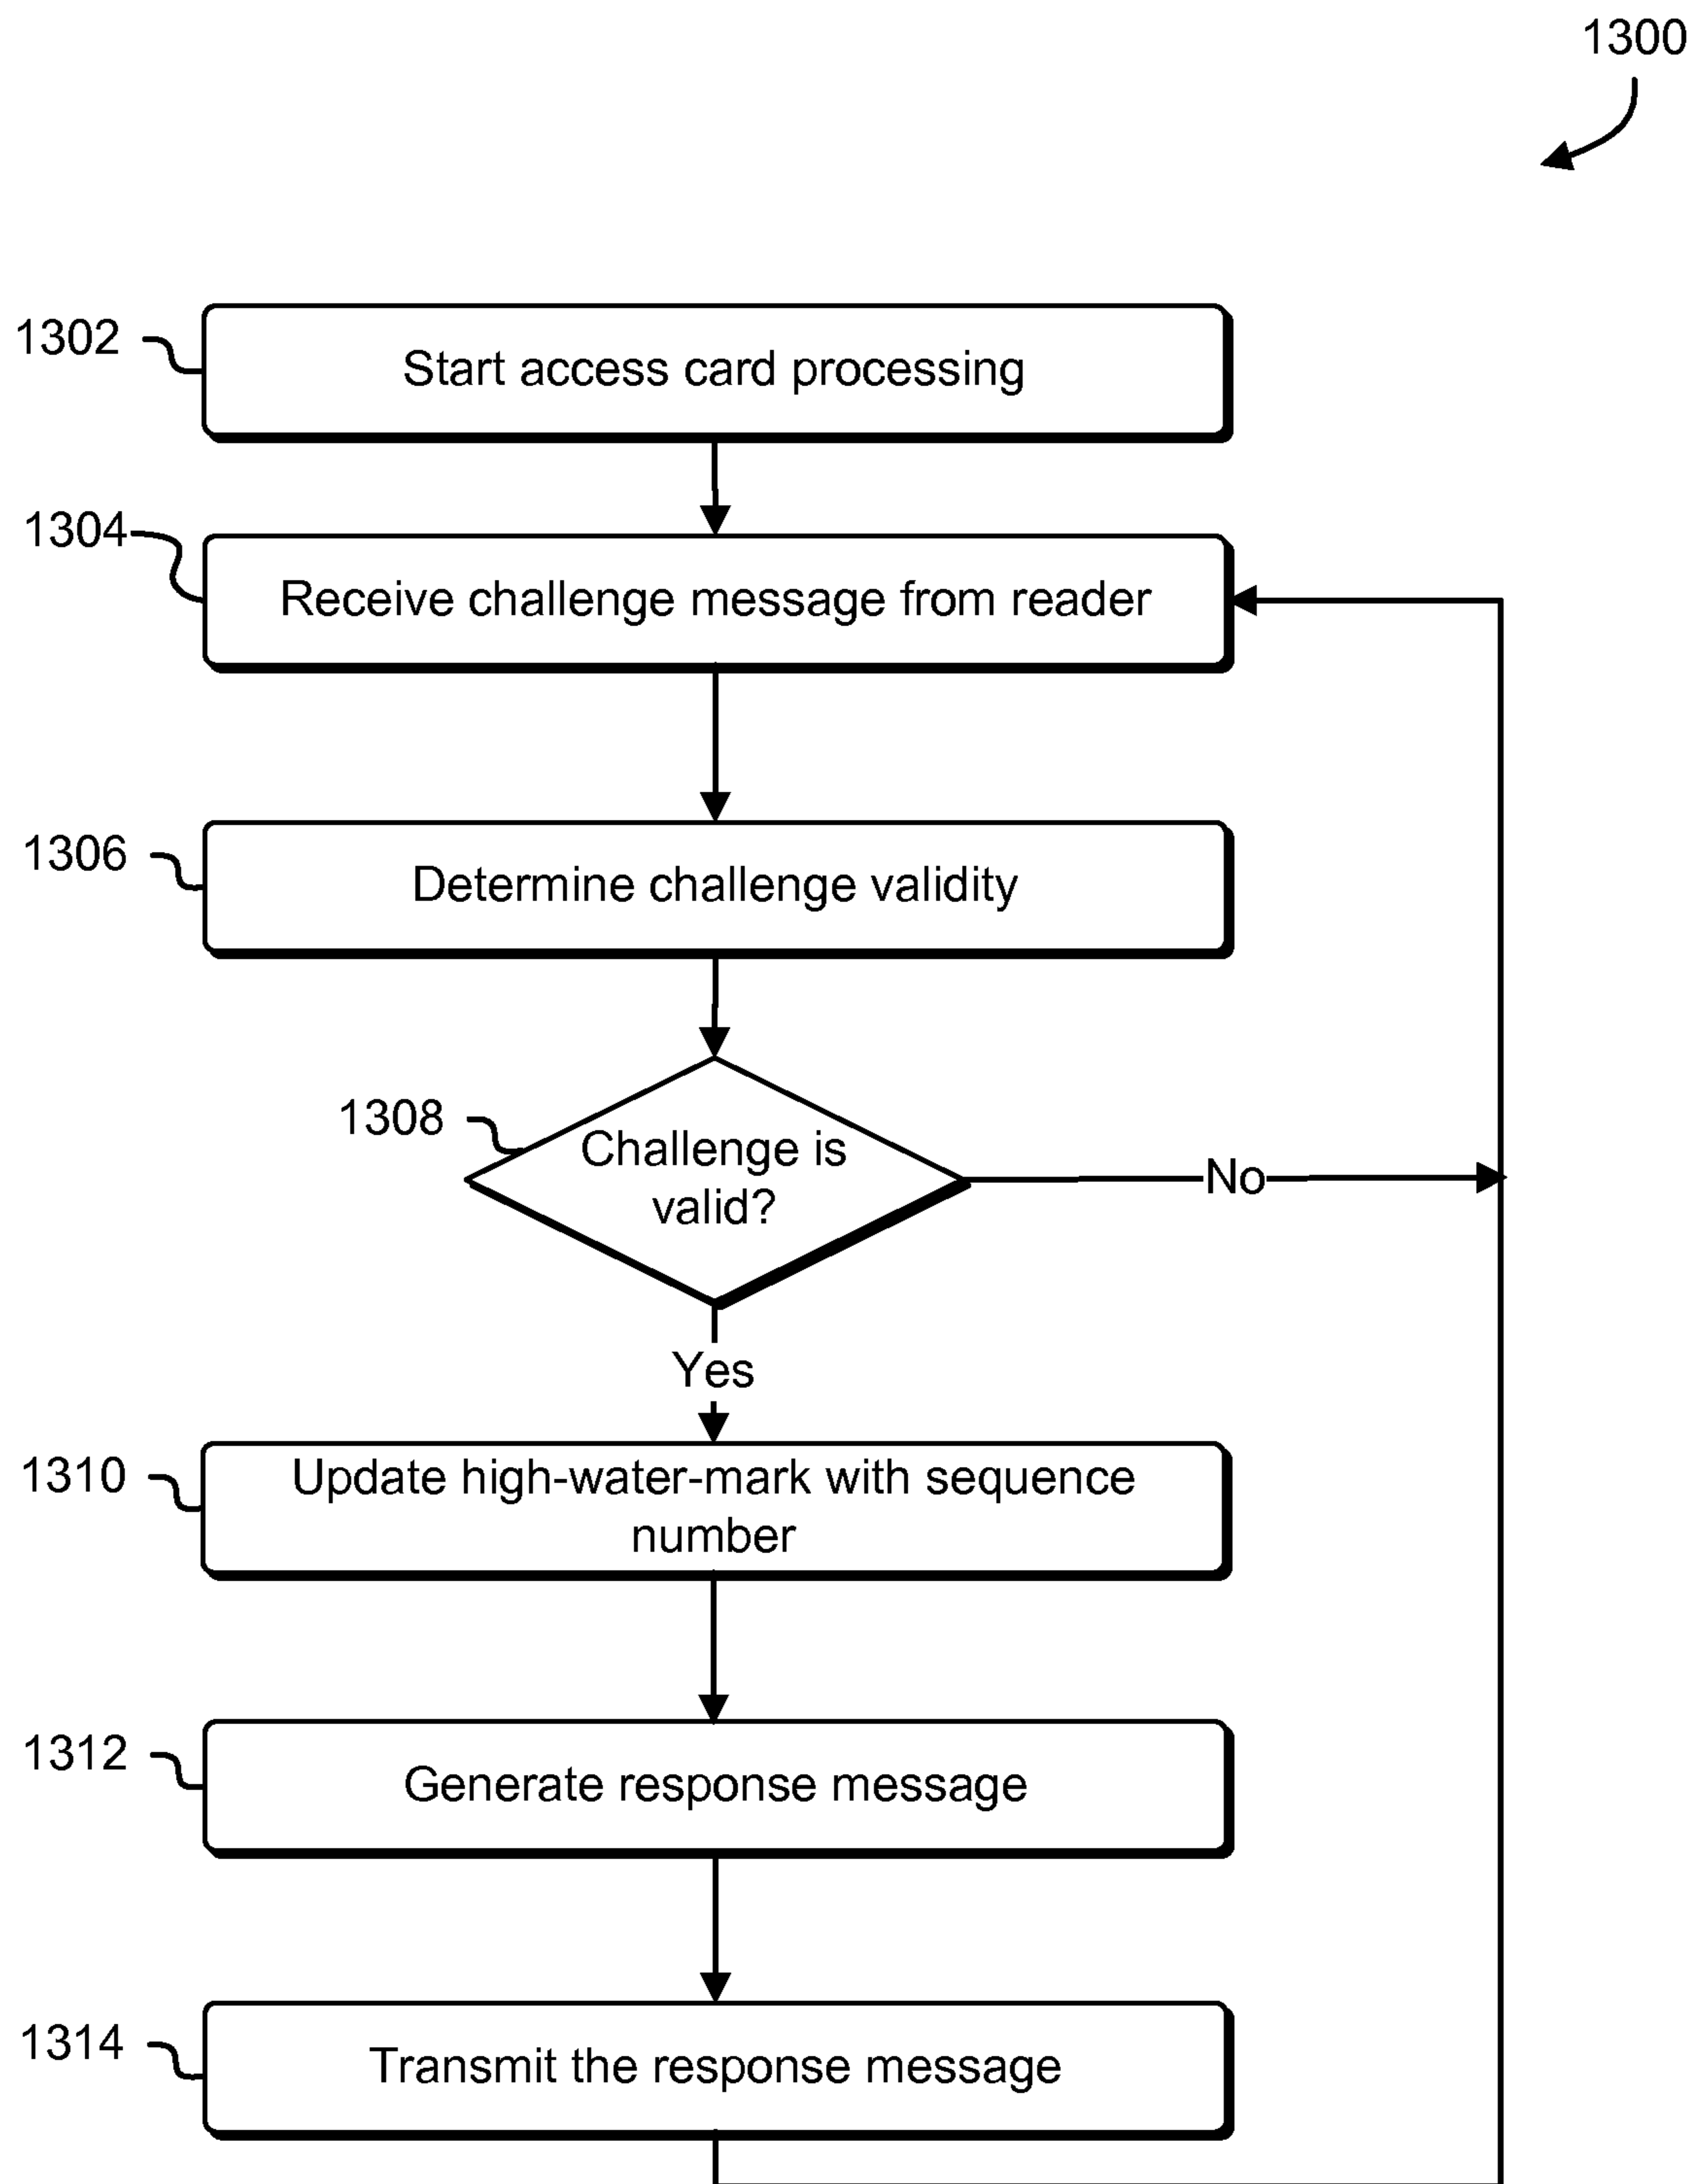 1300
1302
Start access card processing
1304
Receive challenge message from reader
1306
Determine challenge validity
1308
Challenge is
valid?
No
Yes
1310
Update high-water-mark with sequence
number
1312
Generate response message
1314
Transmit the response message